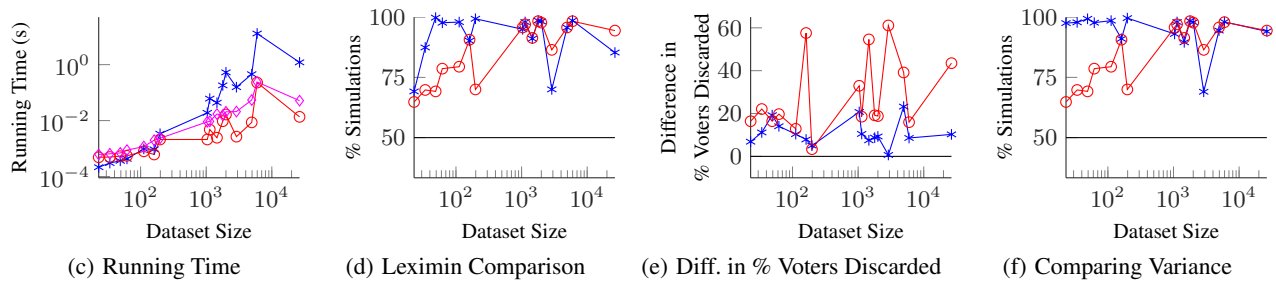 Running Time (s)
10^0
10^−2
10^−4
10^2
10^3
10^4
Dataset Size
(c) Running Time
% Simulations
100
75
50
10^2
10^3
10^4
Dataset Size
(d) Leximin Comparison
Difference in
% Voters Discarded
60
40
20
0
10^2
10^3
10^4
Dataset Size
(e) Diff. in % Voters Discarded
% Simulations
100
75
50
10^2
10^3
10^4
Dataset Size
(f) Comparing Variance